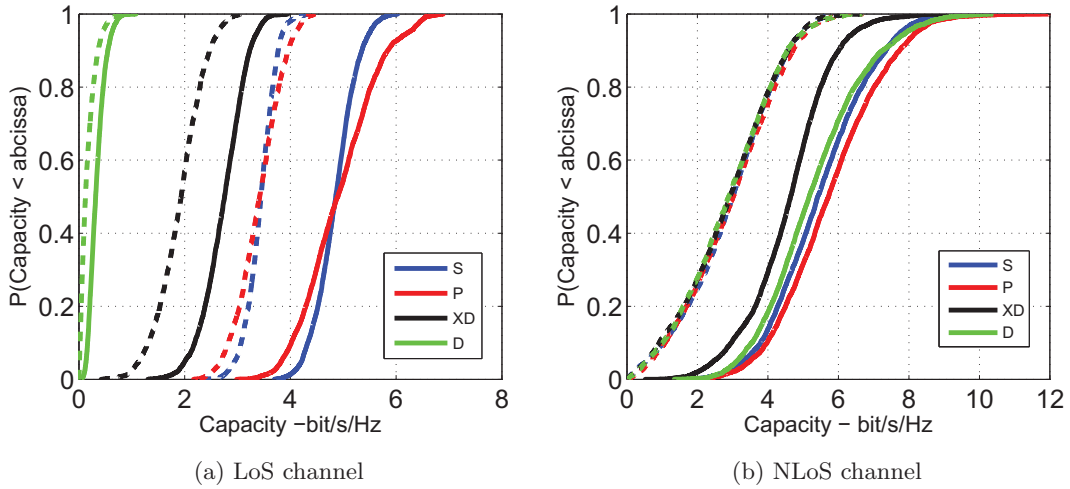 P(Capacity < abcissa)
1
0.8
0.6
0.4
0.2
0
0 2 4 6 8
Capacity −bit/s/Hz
S
P
XD
D
(a) LoS channel
P(Capacity < abcissa)
1
0.8
0.6
0.4
0.2
0
0 2 4 6 8 10 12
Capacity − bit/s/Hz
S
P
XD
D
(b) NLoS channel